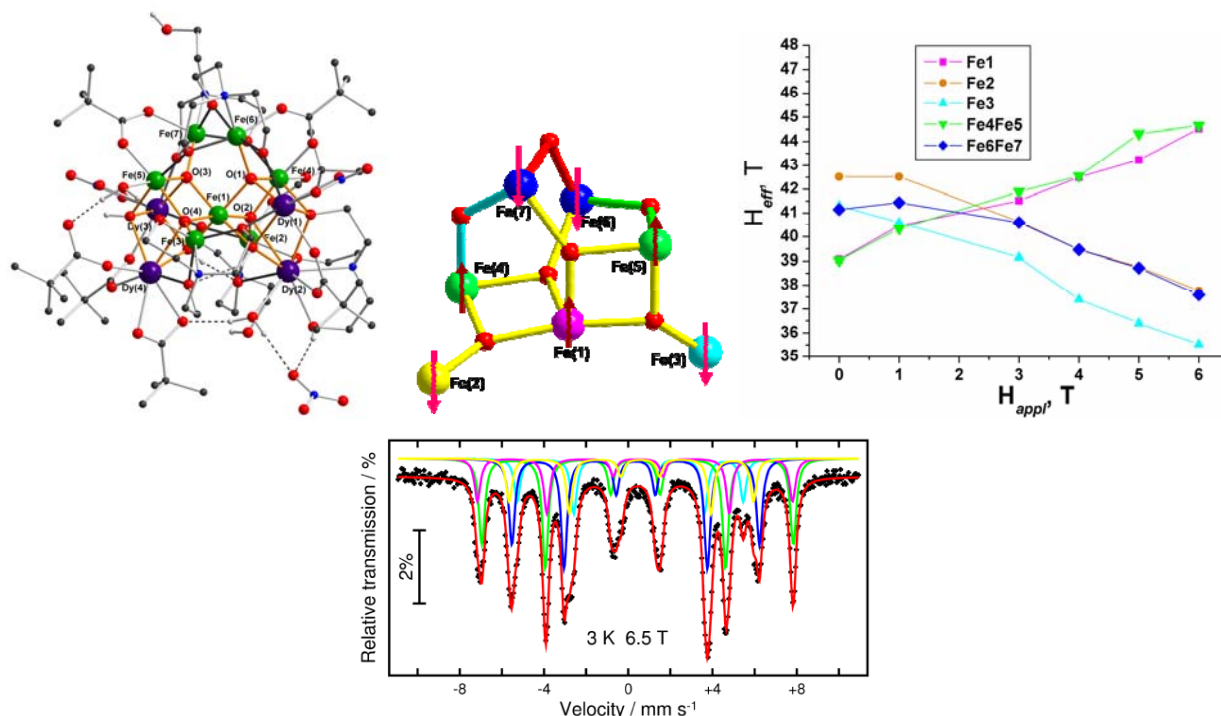 Fe(7)
Fe(6)
Fe(5)
O(3)
O(1)
Fe(4)
Fe(1)
O(4)
O(2)
Dy(1)
Dy(3)
Fe(3)
Fe(2)
Dy(4)
Dy(2)
Fe(7)
Fe(6)
Fe(4)
Fe(5)
Fe(1)
Fe(2)
Fe(3)
48
47
46
45
44
43
42
41
40
39
38
37
36
35
H_eff, T
Fe1
Fe2
Fe3
Fe4Fe5
Fe6Fe7
0 1 2 3 4 5 6
H_appl, T
Relative transmission / %
2%
3 K 6.5 T
-8 -4 0 +4 +8
Velocity / mm s⁻¹